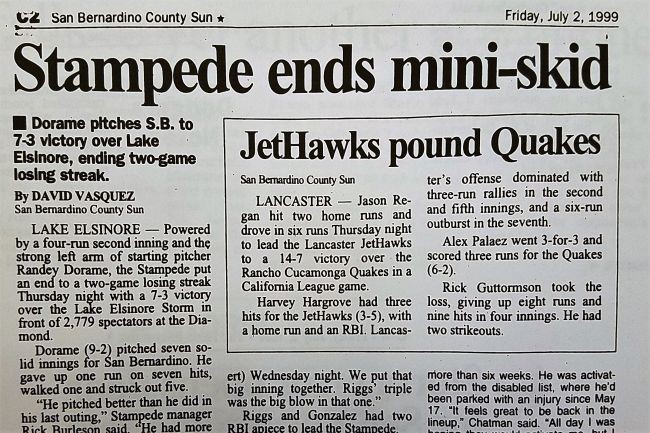 C2 San Bernardino County Sun ★
Friday, July 2, 1999
Stampede ends mini-skid
■ Dorame pitches S.B. to
7-3 victory over Lake
Elsinore, ending two-game
losing streak.
By DAVID VASQUEZ
San Bernardino County Sun
LAKE ELSINORE — Powered
by a four-run second inning and the
strong left arm of starting pitcher
Randey Dorame, the Stampede put
an end to a two-game losing streak
Thursday night with a 7-3 victory
over the Lake Elsinore Storm in
front of 2,779 spectators at the Dia-
mond.
Dorame (9-2) pitched seven so-
lid innings for San Bernardino. He
gave up one run on seven hits,
walked one and struck out five.
"He pitched better than he did in
his last outing," Stampede manager
Rick Burleson said. "He had more
JetHawks pound Quakes
San Bernardino County Sun
LANCASTER — Jason Re-
gan hit two home runs and
drove in six runs Thursday night
to lead the Lancaster JetHawks
to a 14-7 victory over the
Rancho Cucamonga Quakes in a
California League game.
Harvey Hargrove had three
hits for the JetHawks (3-5), with
a home run and an RBI. Lancas-
ter's offense dominated with
three-run rallies in the second
and fifth innings, and a six-run
outburst in the seventh.
Alex Palaez went 3-for-3 and
scored three runs for the Quakes
(6-2).
Rick Guttormson took the
loss, giving up eight runs and
nine hits in four innings. He had
two strikeouts.
ert) Wednesday night. We put that
big inning together. Riggs' triple
was the big blow in that one."
Riggs and Gonzalez had two
RBI apiece to lead the Stampede.
more than six weeks. He was activat-
ed from the disabled list, where he'd
been parked with an injury since May
17. "It feels great to be back in the
lineup," Chatman said. "All day I was